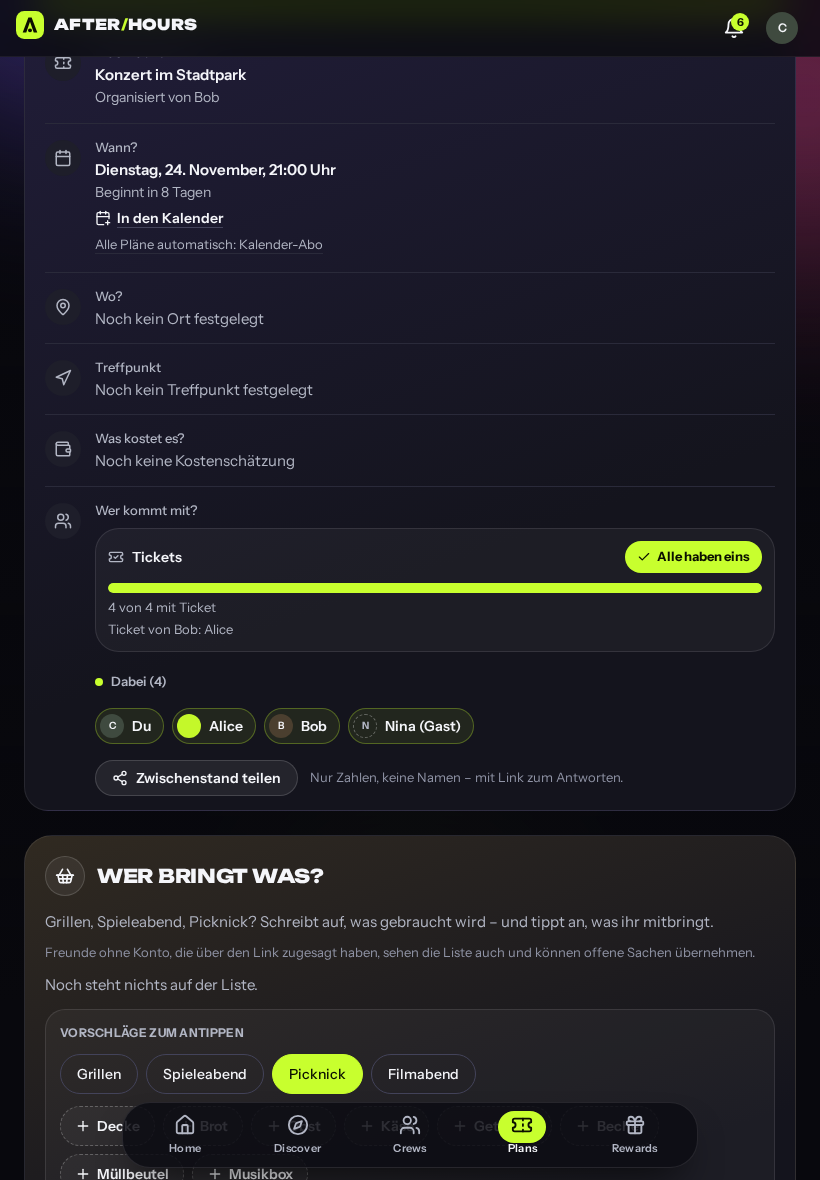 AFTER/HOURS
6
C
Konzert im Stadtpark
Organisiert von Bob
Wann?
Dienstag, 24. November, 21:00 Uhr
Beginnt in 8 Tagen
In den Kalender
Alle Pläne automatisch: Kalender-Abo
Wo?
Noch kein Ort festgelegt
Treffpunkt
Noch kein Treffpunkt festgelegt
Was kostet es?
Noch keine Kostenschätzung
Wer kommt mit?
Tickets
Alle haben eins
4 von 4 mit Ticket
Ticket von Bob: Alice
Dabei (4)
C Du
Alice
B Bob
N Nina (Gast)
Zwischenstand teilen
Nur Zahlen, keine Namen – mit Link zum Antworten.
WER BRINGT WAS?
Grillen, Spieleabend, Picknick? Schreibt auf, was gebraucht wird – und tippt an, was ihr mitbringt.
Freunde ohne Konto, die über den Link zugesagt haben, sehen die Liste auch und können offene Sachen übernehmen.
Noch steht nichts auf der Liste.
VORSCHLÄGE ZUM ANTIPPEN
Grillen
Spieleabend
Picknick
Filmabend
+ Decke
+ Brot
Home
Discover
Crews
Plans
Rewards
+ Müllbeutel
+ Musikbox